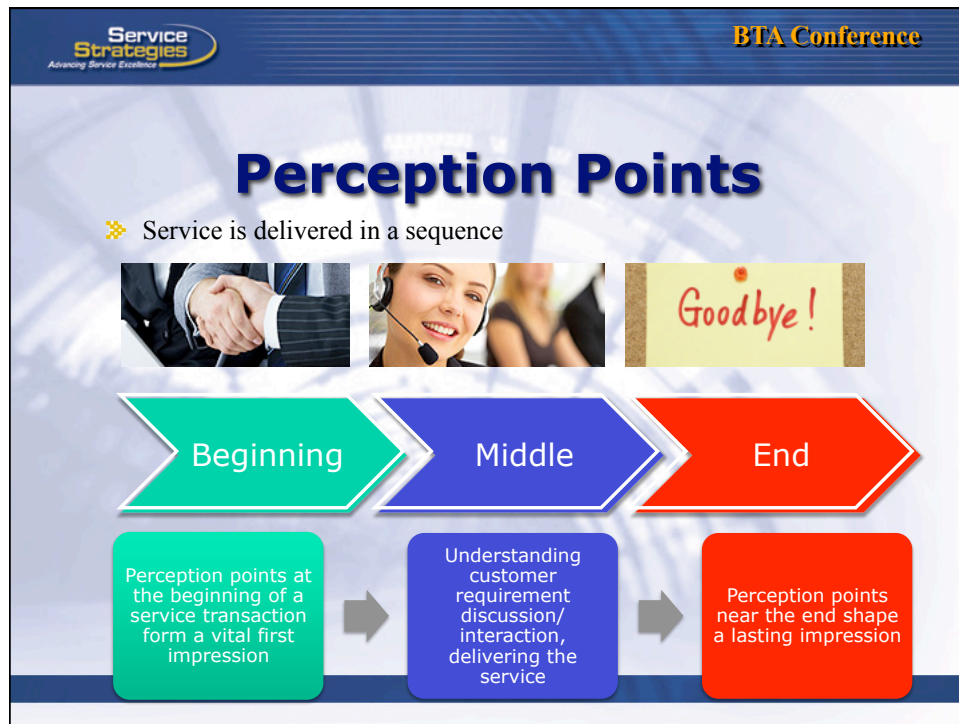 Service
Strategies
Advancing Service Excellence
BTA Conference
Perception Points
Service is delivered in a sequence
Goodbye!
Beginning
Middle
End
Perception points at
the beginning of a
service transaction
form a vital first
impression
Understanding
customer
requirement
discussion/
interaction,
delivering the
service
Perception points
near the end shape
a lasting impression